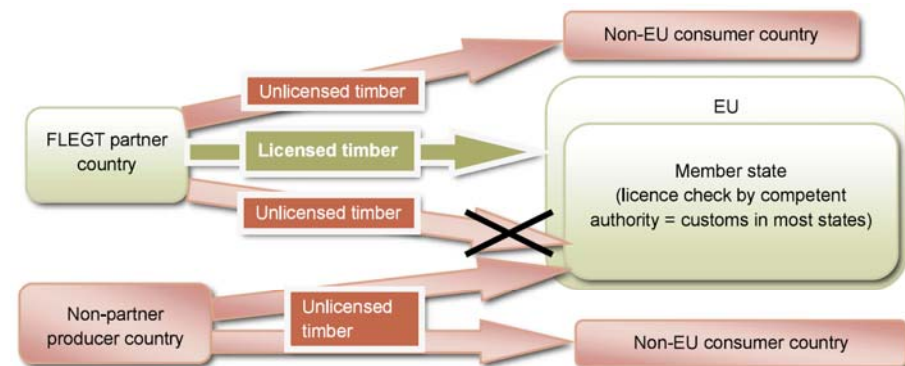 Non-EU consumer country
Unlicensed timber
EU
FLEGT partner
country
Licensed timber
Member state
(licence check by competent
authority = customs in most states)
Unlicensed timber
Non-partner
producer country
Unlicensed
timber
Non-EU consumer country